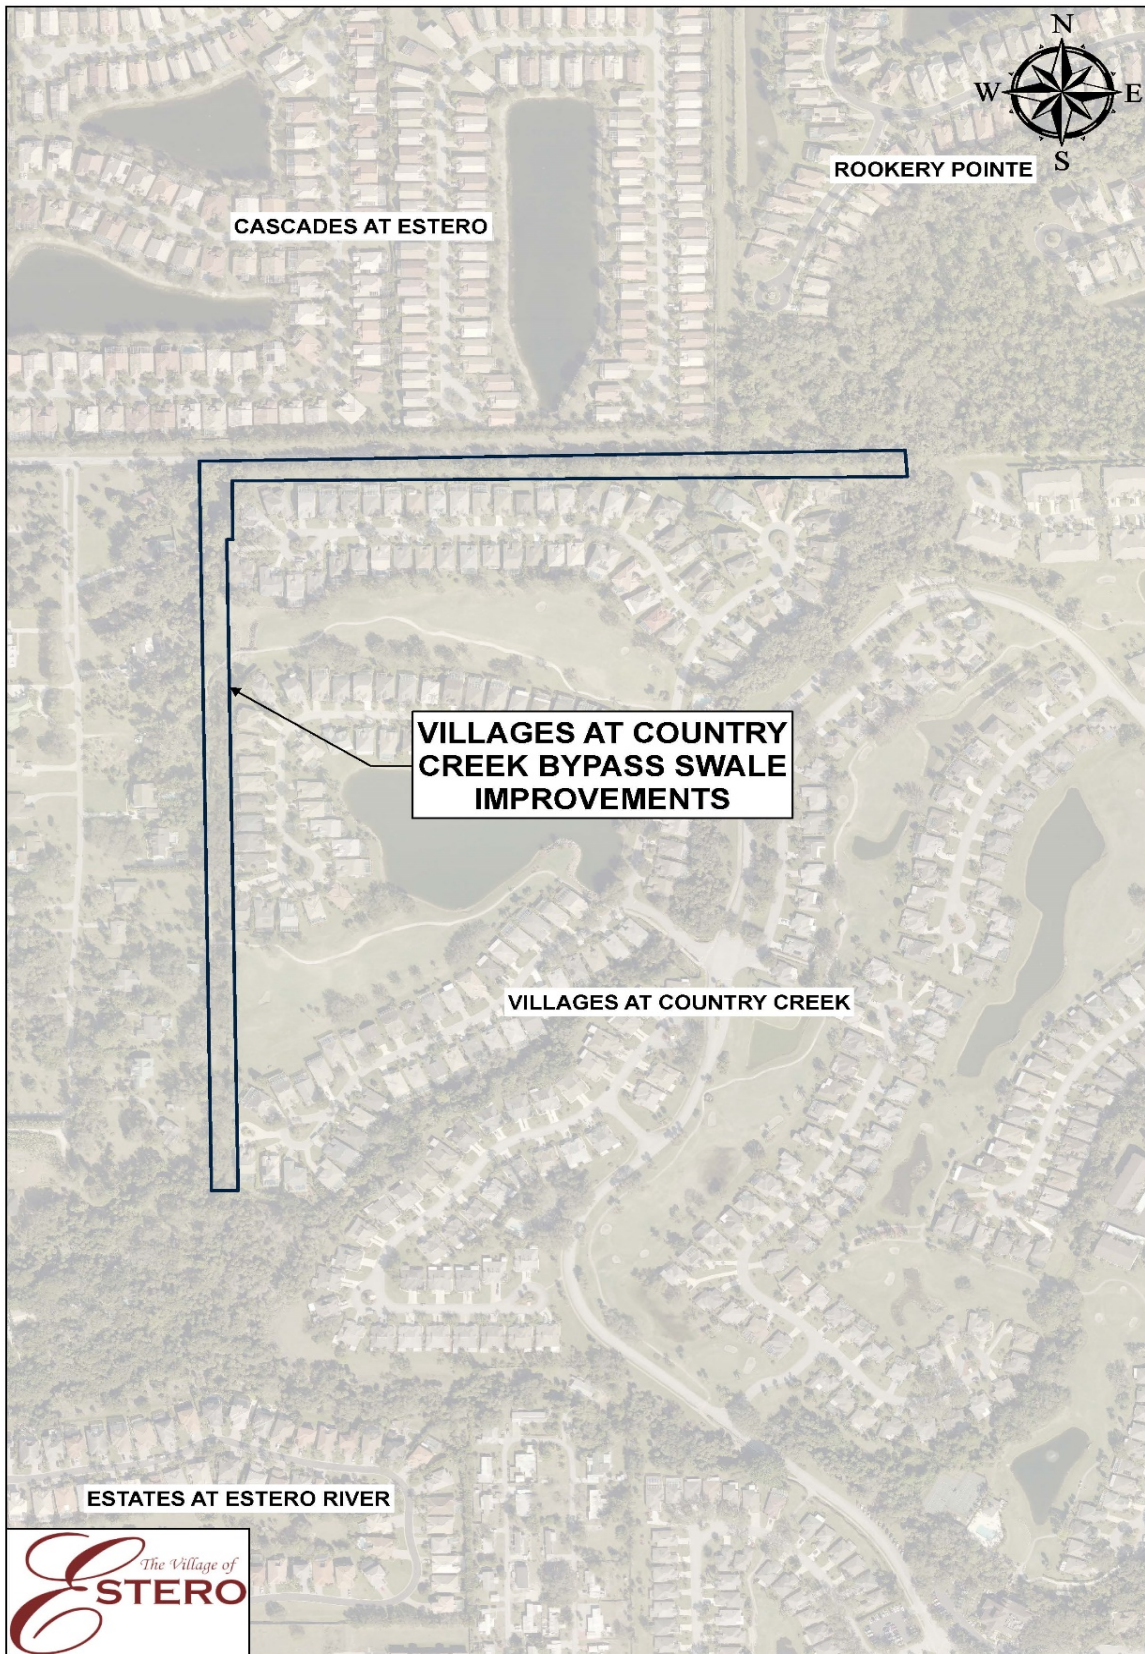 N
W E
S
ROOKERY POINTE
CASCADES AT ESTERO
VILLAGES AT COUNTRY
CREEK BYPASS SWALE
IMPROVEMENTS
VILLAGES AT COUNTRY CREEK
ESTATES AT ESTERO RIVER
The Village of
ESTERO